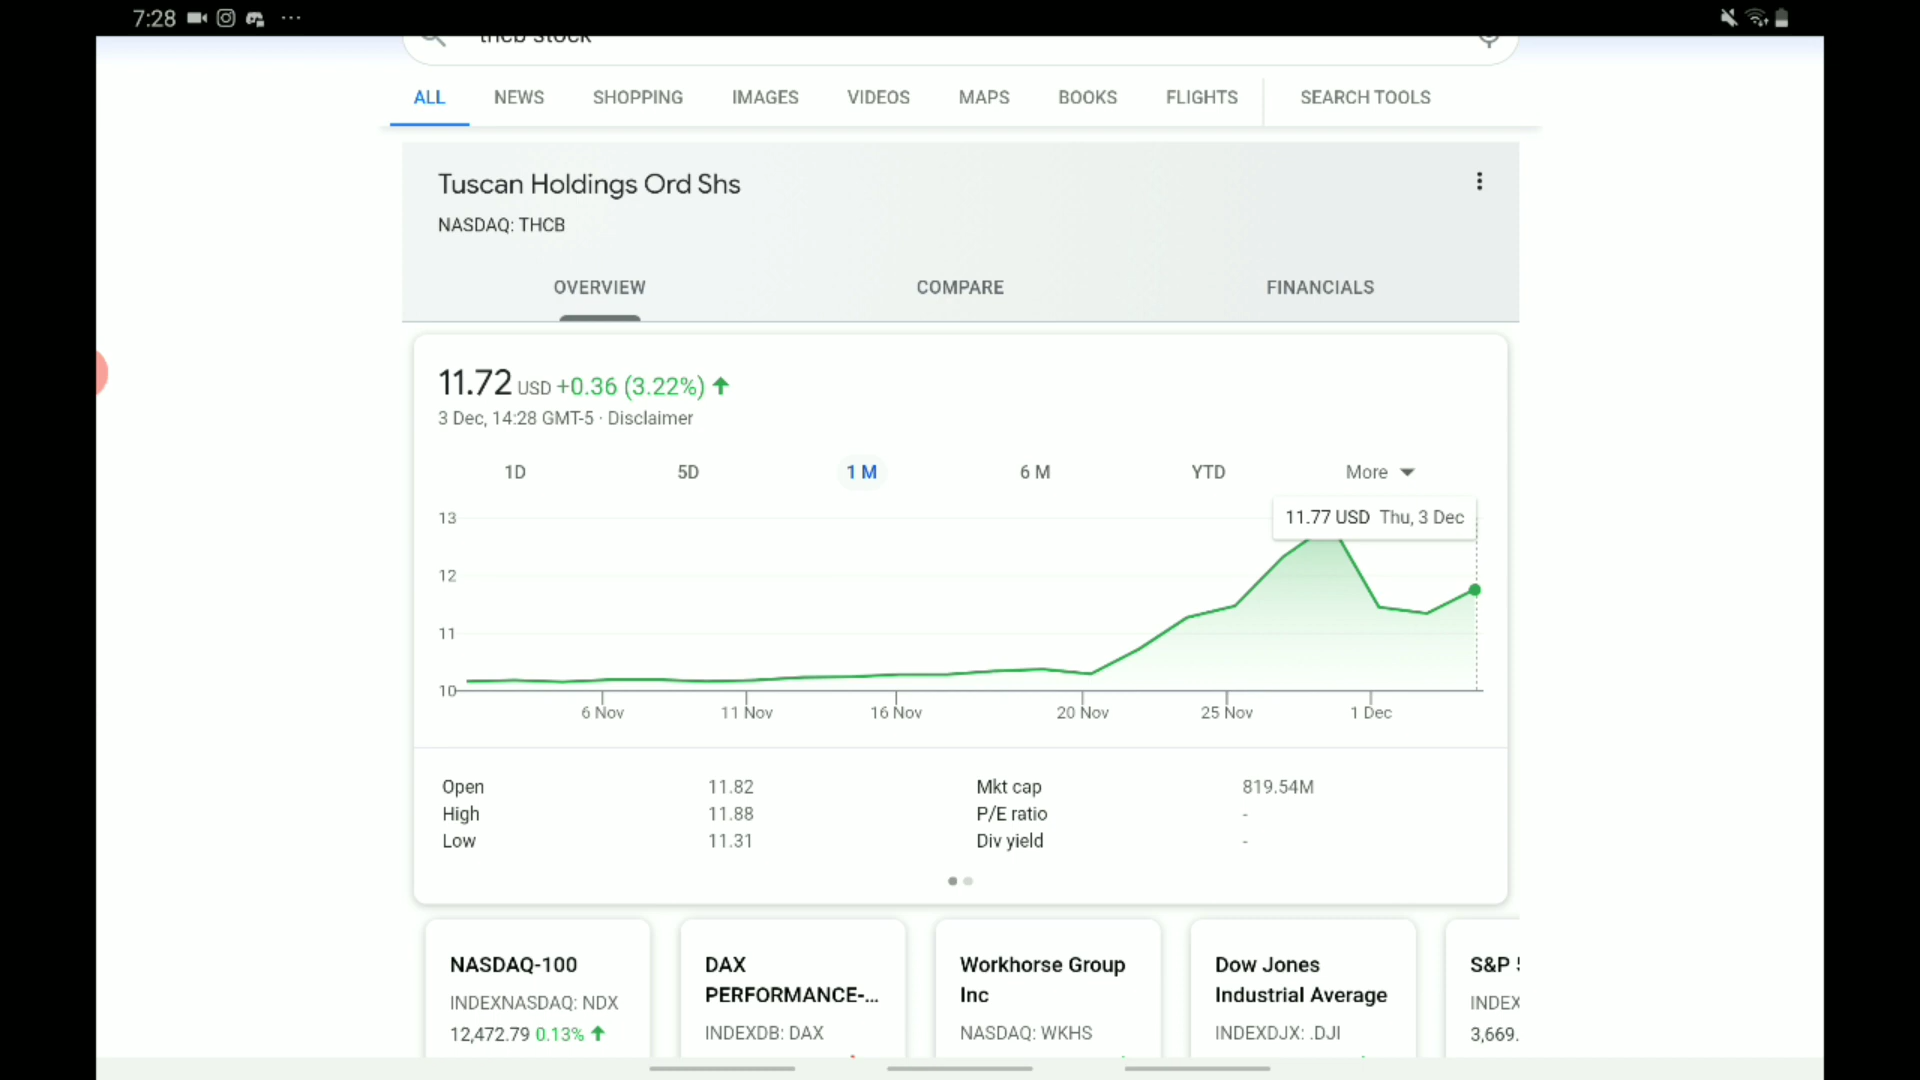 7:28 ...
thcb stock
ALL NEWS SHOPPING IMAGES VIDEOS MAPS BOOKS FLIGHTS SEARCH TOOLS
Tuscan Holdings Ord Shs
NASDAQ: THCB
OVERVIEW COMPARE FINANCIALS
11.72 USD +0.36 (3.22%)
3 Dec, 14:28 GMT-5 · Disclaimer
1D 5D 1 M 6 M YTD More
11.77 USD Thu, 3 Dec
13
12
11
10
6 Nov 11 Nov 16 Nov 20 Nov 25 Nov 1 Dec
Open 11.82 Mkt cap 819.54M
High 11.88 P/E ratio -
Low 11.31 Div yield -
NASDAQ-100
INDEXNASDAQ: NDX
12,472.79 0.13%
DAX
PERFORMANCE-...
INDEXDB: DAX
Workhorse Group
Inc
NASDAQ: WKHS
Dow Jones
Industrial Average
INDEXDJX: .DJI
S&P
INDEX
3,669.